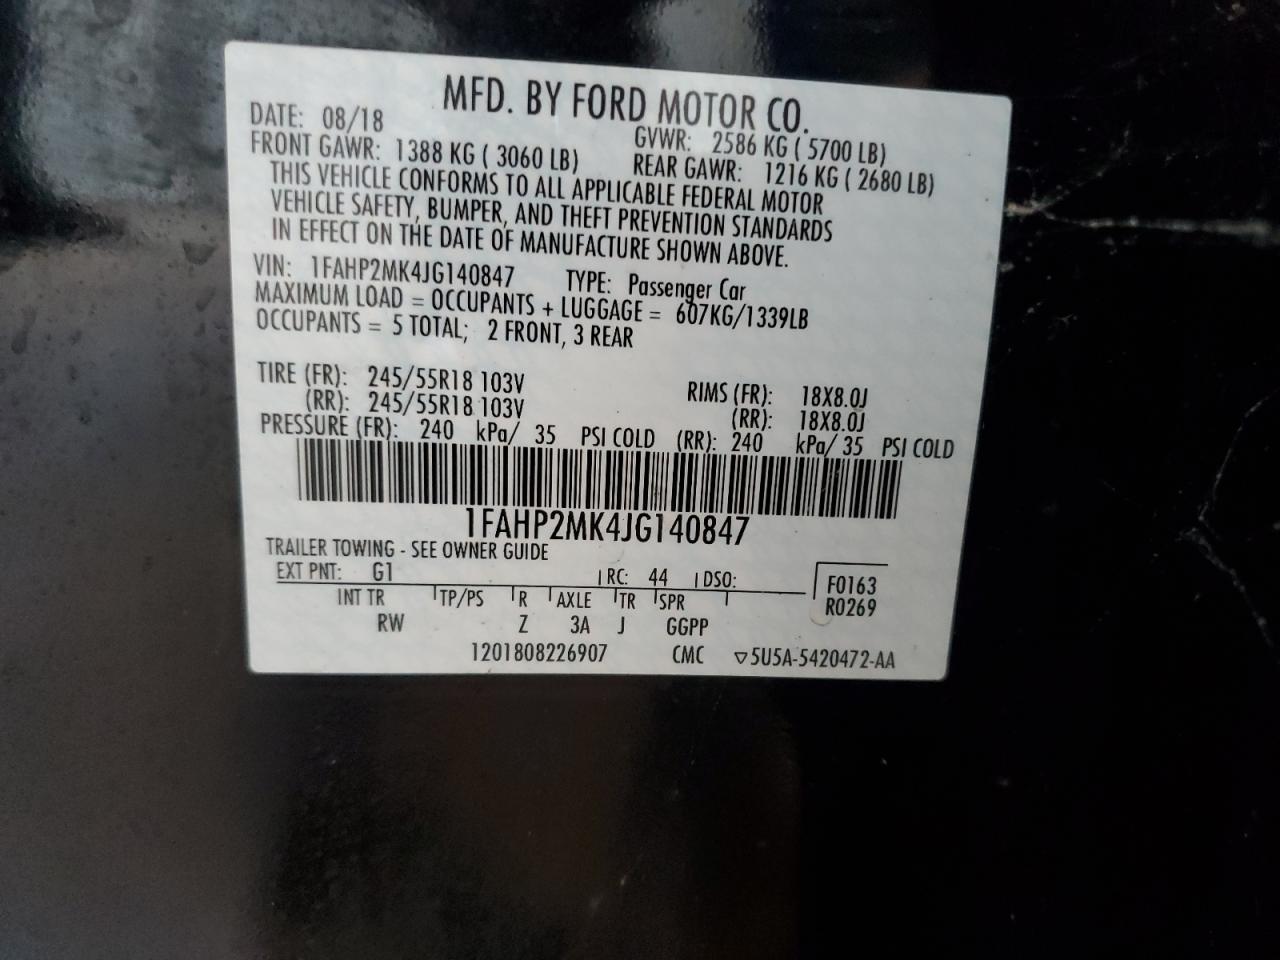 MFD. BY FORD MOTOR CO.
DATE: 08/18 GVWR: 2586 KG ( 5700 LB)
FRONT GAWR: 1388 KG ( 3060 LB) REAR GAWR: 1216 KG ( 2680 LB)
THIS VEHICLE CONFORMS TO ALL APPLICABLE FEDERAL MOTOR
VEHICLE SAFETY, BUMPER, AND THEFT PREVENTION STANDARDS
IN EFFECT ON THE DATE OF MANUFACTURE SHOWN ABOVE.
VIN: 1FAHP2MK4JG140847 TYPE: Passenger Car
MAXIMUM LOAD = OCCUPANTS + LUGGAGE = 607KG/1339LB
OCCUPANTS = 5 TOTAL; 2 FRONT, 3 REAR
TIRE (FR): 245/55R18 103V RIMS (FR): 18X8.0J
(RR): 245/55R18 103V (RR): 18X8.0J
PRESSURE (FR): 240 kPa/ 35 PSI COLD (RR): 240 kPa/ 35 PSI COLD
1FAHP2MK4JG140847
TRAILER TOWING - SEE OWNER GUIDE
EXT PNT: G1 RC: 44 DSO: F0163
INT TR TP/PS R AXLE TR SPR R0269
RW Z 3A J GGPP
1201808226907 CMC ▽5U5A-5420472-AA